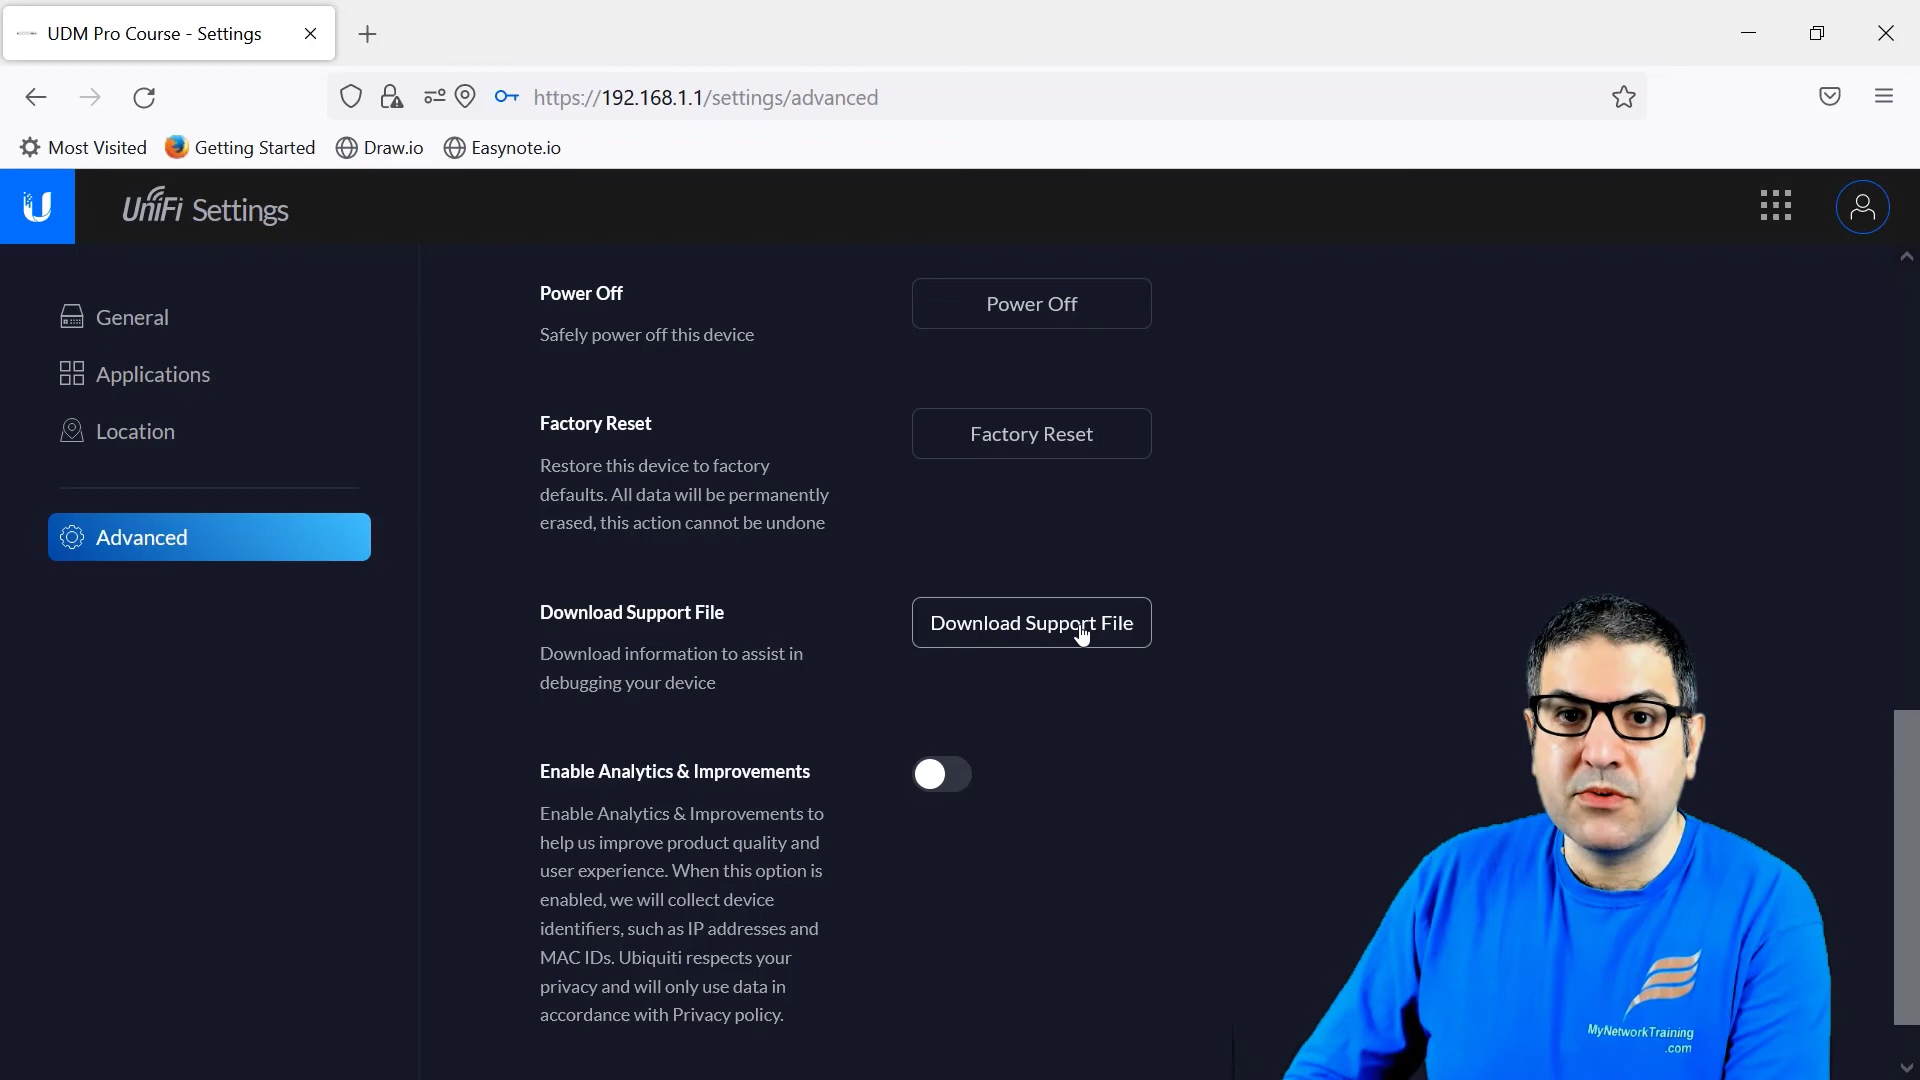 UDM Pro Course - Settings
https://192.168.1.1/settings/advanced
Most Visited
Getting Started
Draw.io
Easynote.io
UniFi Settings
General
Applications
Location
Advanced
Power Off
Safely power off this device
Power Off
Factory Reset
Restore this device to factory
defaults. All data will be permanently
erased, this action cannot be undone
Factory Reset
Download Support File
Download information to assist in
debugging your device
Download Support File
Enable Analytics & Improvements
Enable Analytics & Improvements to
help us improve product quality and
user experience. When this option is
enabled, we will collect device
identifiers, such as IP addresses and
MAC IDs. Ubiquiti respects your
privacy and will only use data in
accordance with Privacy policy.
MyNetworkTraining
.com